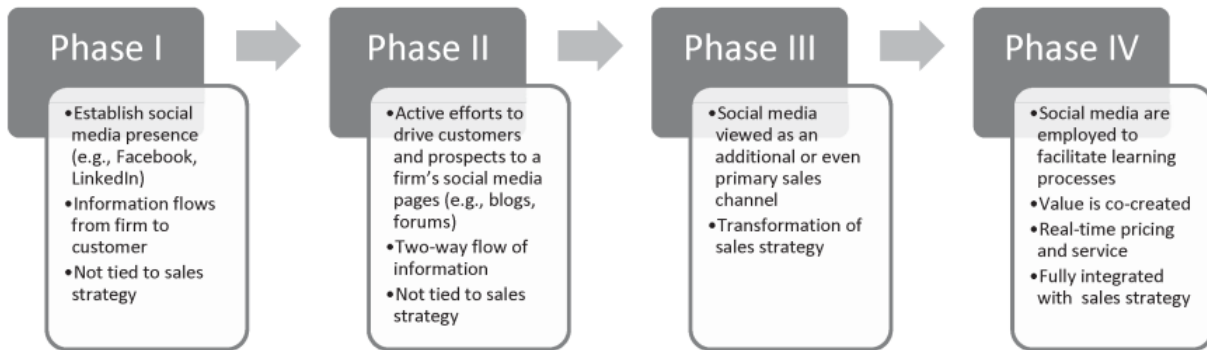 Phase I
•Establish social
media presence
(e.g., Facebook,
LinkedIn)
•Information flows
from firm to
customer
•Not tied to sales
strategy
Phase II
•Active efforts to
drive customers
and prospects to a
firm's social media
pages (e.g., blogs,
forums)
•Two-way flow of
information
•Not tied to sales
strategy
Phase III
•Social media
viewed as an
additional or even
primary sales
channel
•Transformation of
sales strategy
Phase IV
•Social media are
employed to
facilitate learning
processes
•Value is co-created
•Real-time pricing
and service
•Fully integrated
with sales strategy